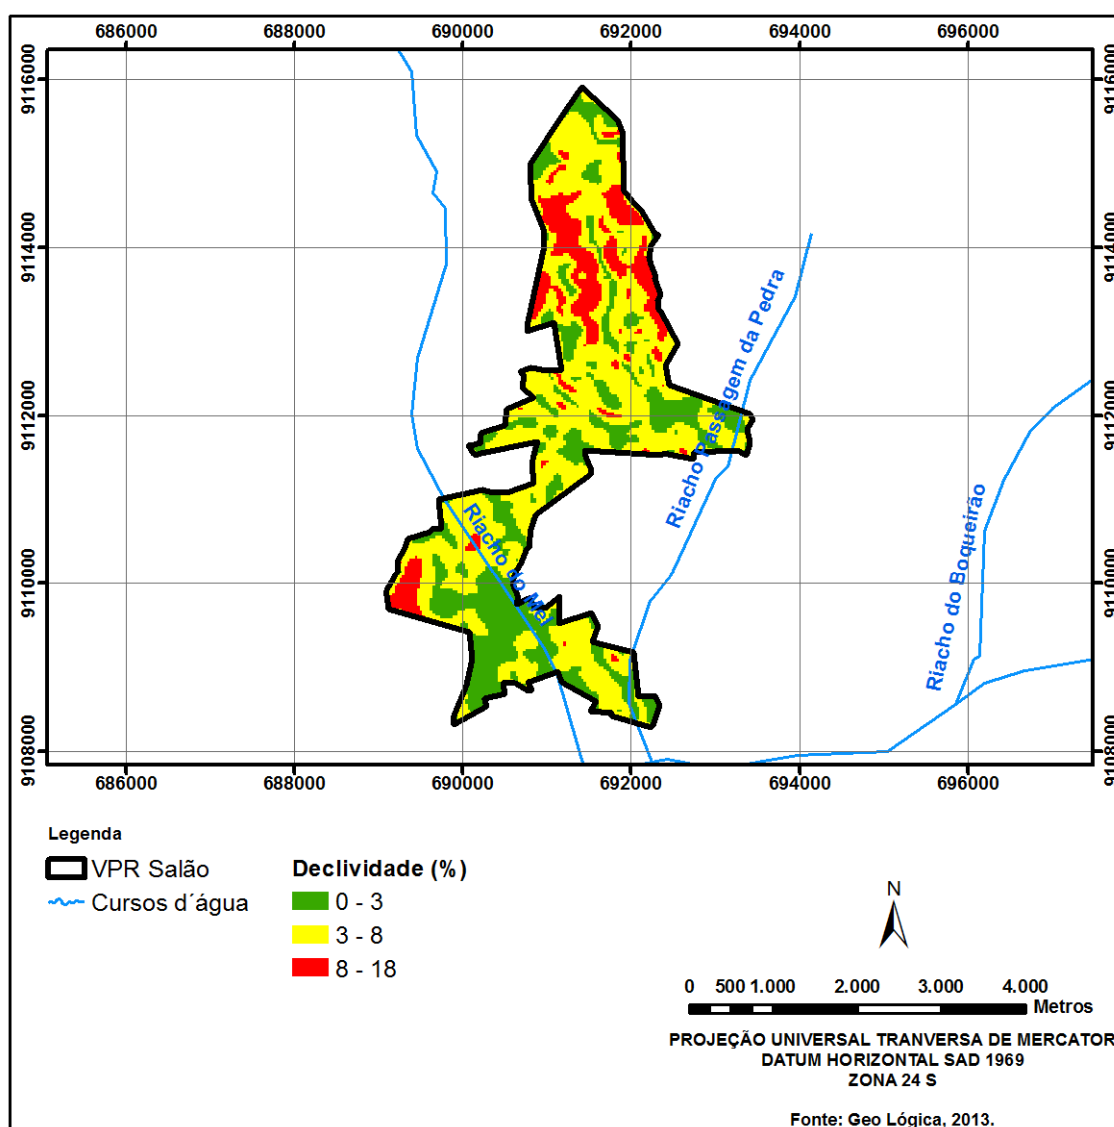 686000 688000 690000 692000 694000 696000
9116000 9116000
9114000 9114000
9112000 9112000
9110000 9110000
9108000 9108000
Riacho Passagem da Pedra
Riacho do Mel
Riacho do Boqueirão
686000 688000 690000 692000 694000 696000
Legenda
VPR Salão
Cursos d´água
Declividade (%)
0 - 3
3 - 8
8 - 18
N
0 500 1.000 2.000 3.000 4.000
Metros
PROJEÇÃO UNIVERSAL TRANVERSA DE MERCATOR
DATUM HORIZONTAL SAD 1969
ZONA 24 S
Fonte: Geo Lógica, 2013.